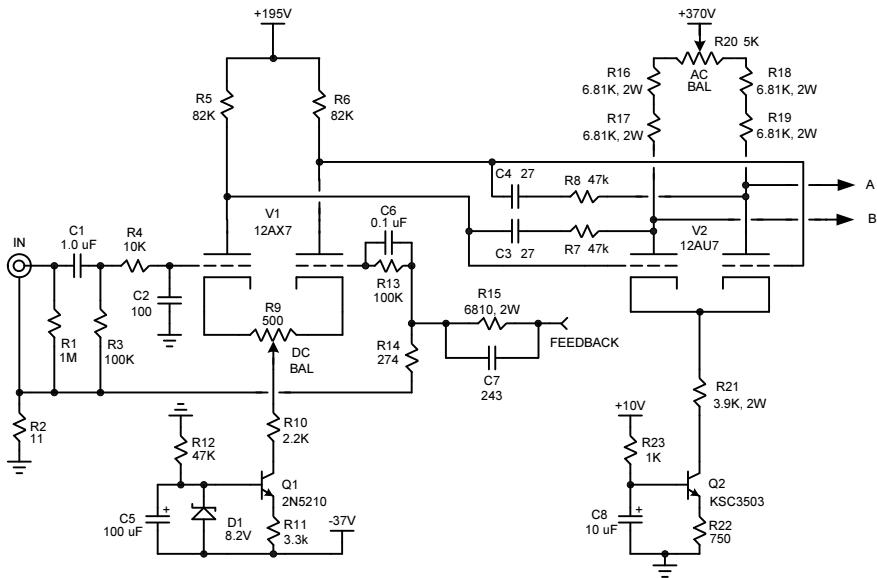 +195V
+370V
R20 5K
AC
BAL
R16
6.81K, 2W
R18
6.81K, 2W
R5
82K
R6
82K
R17
6.81K, 2W
R19
6.81K, 2W
C4 27
R8 47k
A
B
V1
12AX7
C6
0.1 uF
V2
12AU7
C3 27
R7 47k
IN
C1
1.0 uF
R4
10K
R13
100K
C2
100
R9
500
R15
6810, 2W
FEEDBACK
R1
1M
R3
100K
DC
BAL
R14
274
C7
243
R21
3.9K, 2W
R2
11
R10
2.2K
+10V
R12
47K
R23
1K
Q1
2N5210
Q2
KSC3503
C5
100 uF
+
D1
8.2V
R11
3.3k
-37V
C8
10 uF
+
R22
750